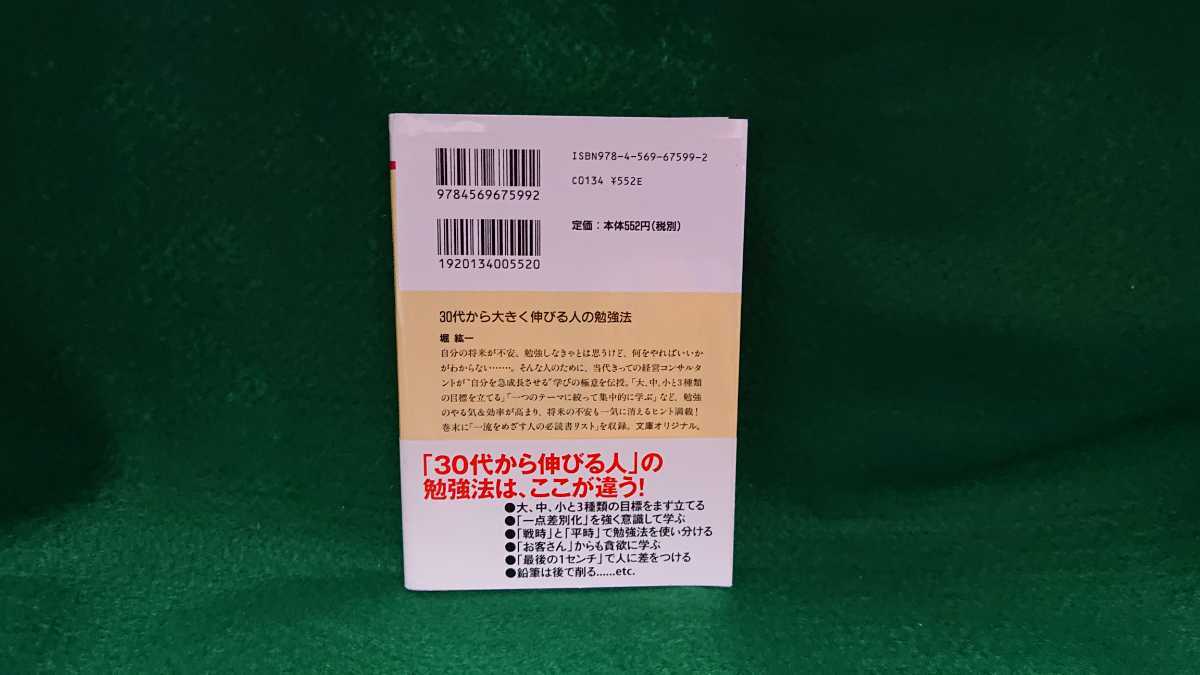 ISBN978-4-569-67599-2
9784569675992
C0134 ¥552E
定価：本体552円(税別)
1920134005520
30代から大きく伸びる人の勉強法
堀 紘一
自分の将来が不安、勉強しなきゃとは思うけど、何をやればいいか
がわからない……。そんな人のために、当代きっての経営コンサルタ
ントが“自分を急成長させる”学びの極意を伝授。「大、中、小と3種類
の目標を立てる」「一つのテーマに絞って集中的に学ぶ」など、勉強
のやる気&効率が高まり、将来の不安も一気に消えるヒント満載！
巻末に「一流をめざす人の必読書リスト」を収録。文庫オリジナル。
「30代から伸びる人」の
勉強法は、ここが違う！
●大、中、小と3種類の目標をまず立てる
●「一点差別化」を強く意識して学ぶ
●「戦時」と「平時」で勉強法を使い分ける
●「お客さん」からも貪欲に学ぶ
●「最後の1センチ」で人に差をつける
●鉛筆は後で削る……etc.